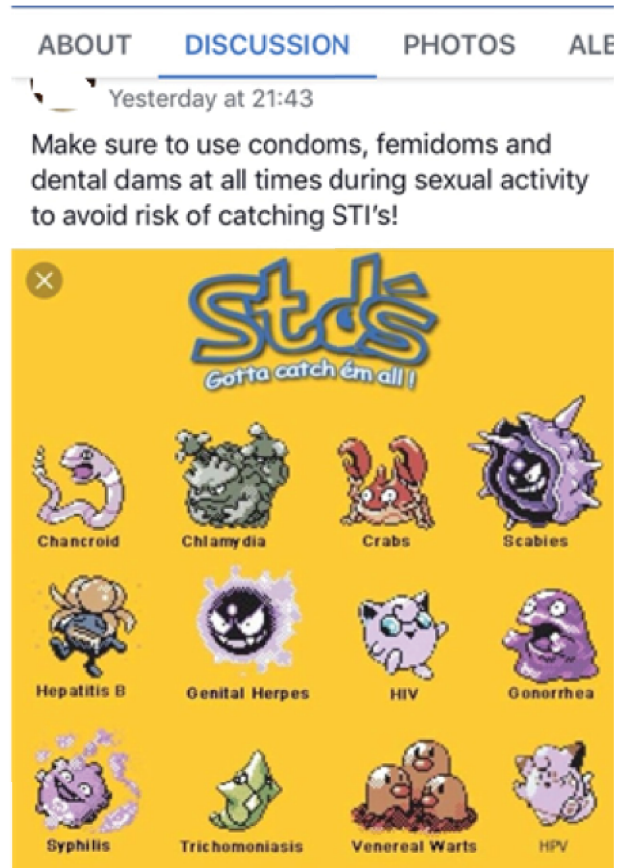 ABOUT DISCUSSION PHOTOS ALB
Yesterday at 21:43
Make sure to use condoms, femidoms and
dental dams at all times during sexual activity
to avoid risk of catching STI's!
Std's
Gotta catch ém all !
Chancroid Chlamydia Crabs Scabies
Hepatitis B Genital Herpes HIV Gonorrhea
Syphilis Trichomoniasis Venereal Warts HPV